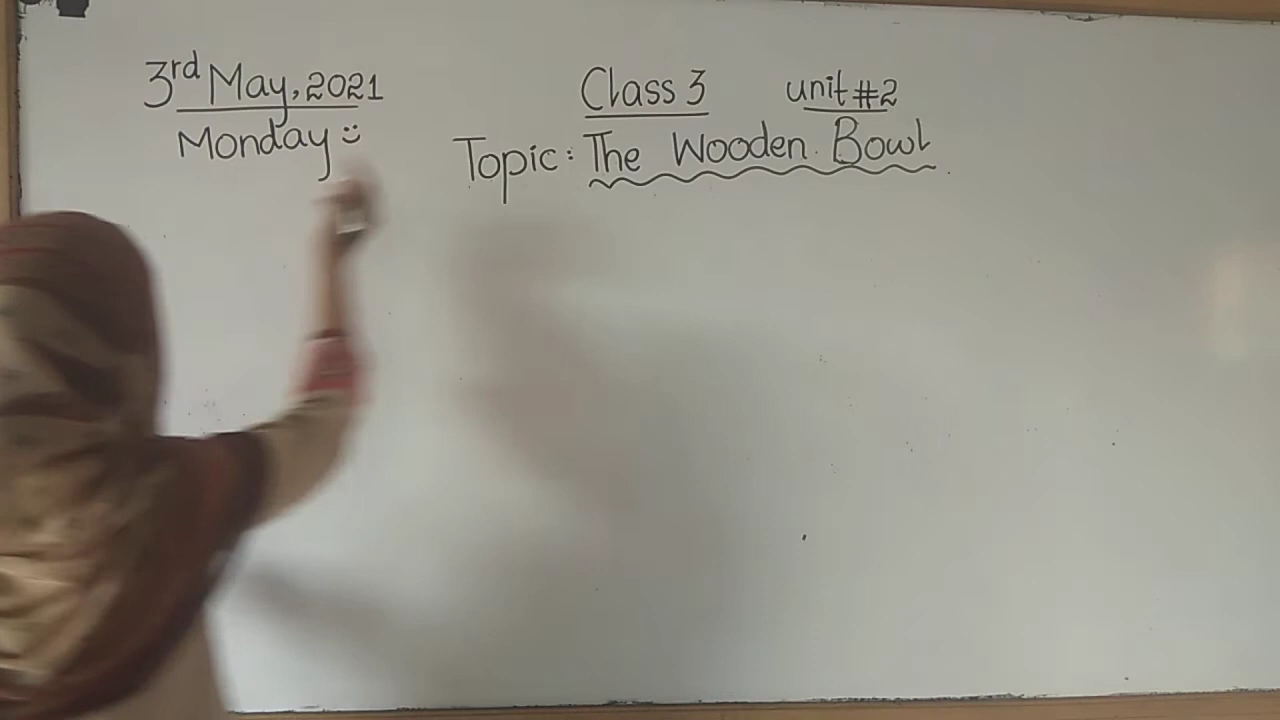 3rd May, 2021
Monday
Class 3
unit #2
Topic: The Wooden Bowl